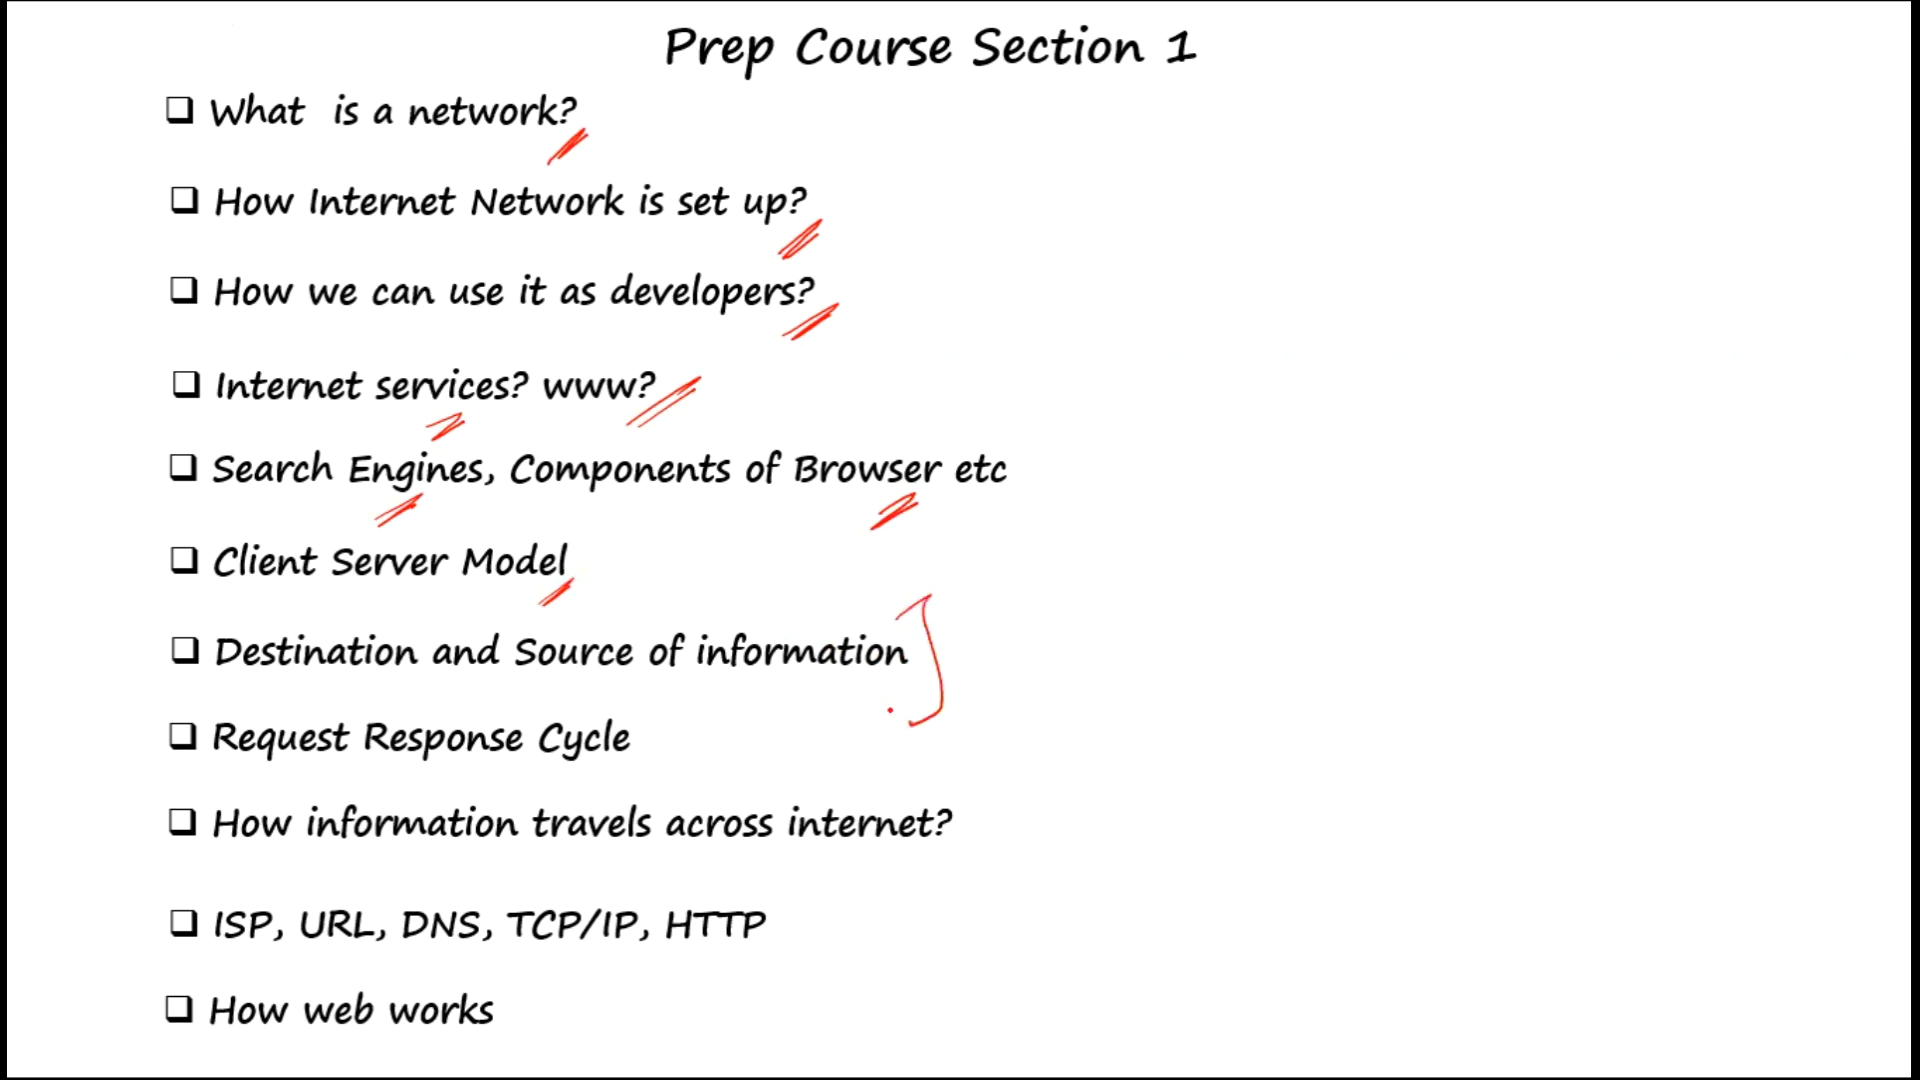 Prep Course Section 1
What is a network?
How Internet Network is set up?
How we can use it as developers?
Internet services? www?
Search Engines, Components of Browser etc
Client Server Model
Destination and Source of information
Request Response Cycle
How information travels across internet?
ISP, URL, DNS, TCP/IP, HTTP
How web works